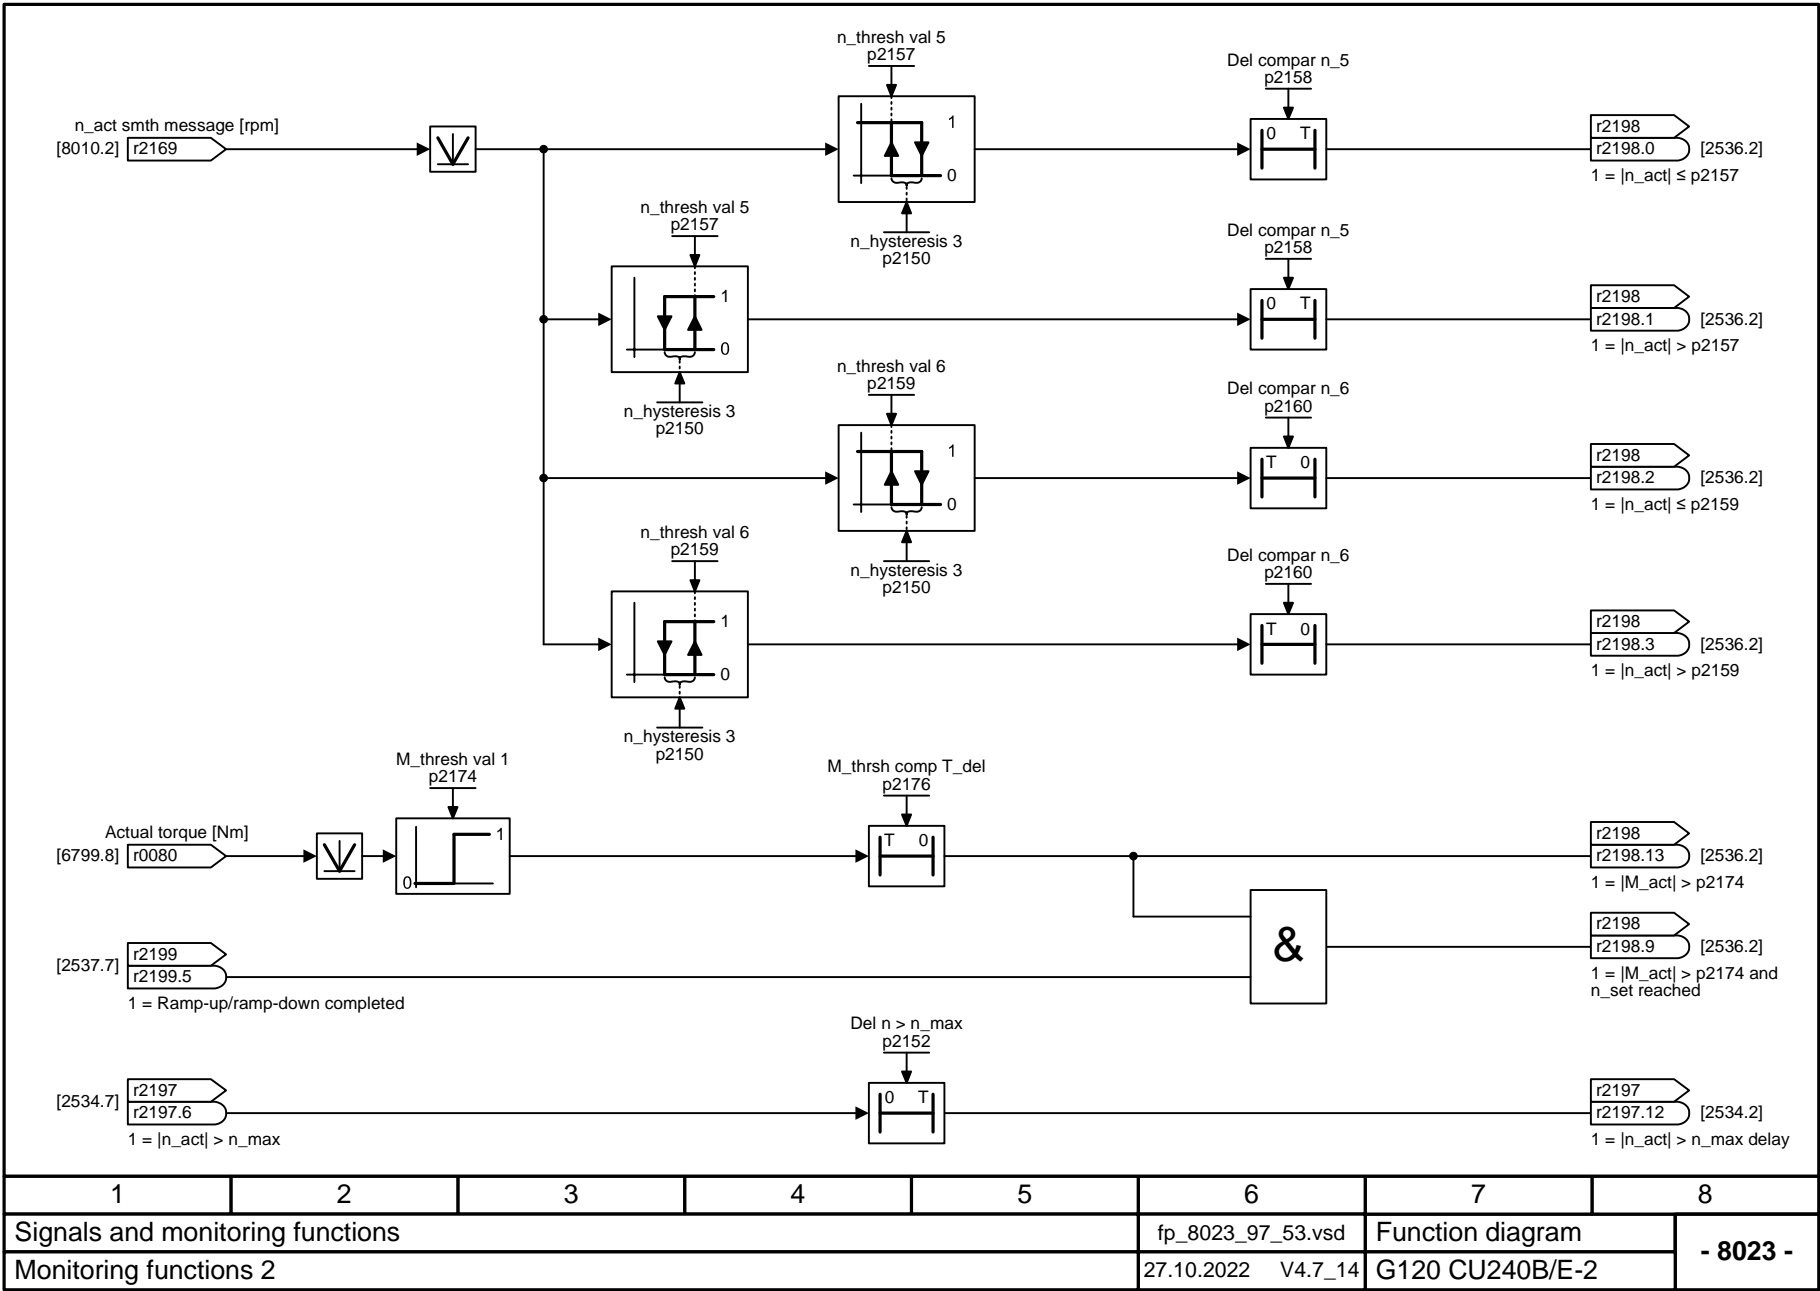 n_thresh val 5
p2157
Del compar n_5
p2158
n_act smth message [rpm]
[8010.2] r2169
1
0
0 T
r2198
r2198.0 [2536.2]
1 = |n_act| ≤ p2157
n_hysteresis 3
p2150
n_thresh val 5
p2157
Del compar n_5
p2158
1
0
0 T
r2198
r2198.1 [2536.2]
1 = |n_act| > p2157
n_hysteresis 3
p2150
n_thresh val 6
p2159
Del compar n_6
p2160
1
0
T 0
r2198
r2198.2 [2536.2]
1 = |n_act| ≤ p2159
n_hysteresis 3
p2150
n_thresh val 6
p2159
Del compar n_6
p2160
1
0
T 0
r2198
r2198.3 [2536.2]
1 = |n_act| > p2159
n_hysteresis 3
p2150
M_thresh val 1
p2174
M_thrsh comp T_del
p2176
Actual torque [Nm]
[6799.8] r0080
1
0
T 0
r2198
r2198.13 [2536.2]
1 = |M_act| > p2174
r2199
[2537.7] r2199.5
1 = Ramp-up/ramp-down completed
&
r2198
r2198.9 [2536.2]
1 = |M_act| > p2174 and
n_set reached
Del n > n_max
p2152
r2197
[2534.7] r2197.6
1 = |n_act| > n_max
0 T
r2197
r2197.12 [2534.2]
1 = |n_act| > n_max delay
1 2 3 4 5 6 7 8
Signals and monitoring functions fp_8023_97_53.vsd Function diagram
- 8023 -
Monitoring functions 2 27.10.2022 V4.7_14 G120 CU240B/E-2